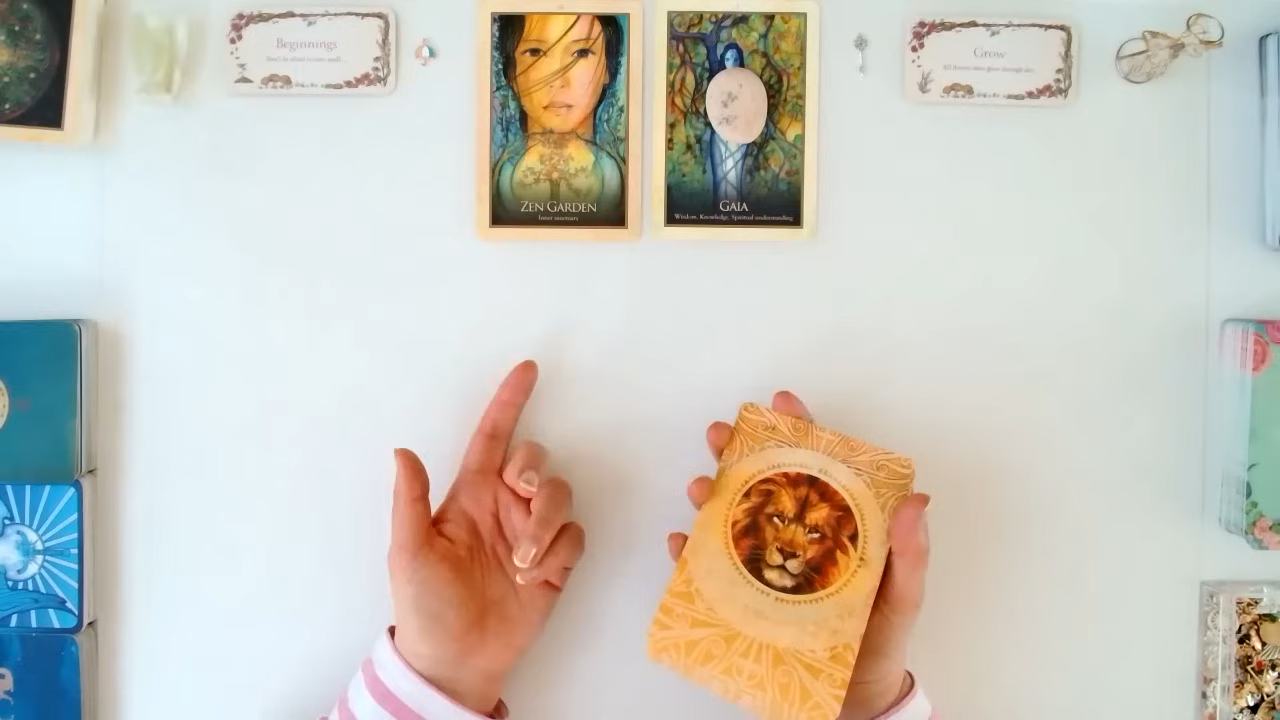 Beginnings
Grow
ZEN GARDEN
Inner sanctuary
GAIA
Wisdom, Knowledge, Spiritual understanding